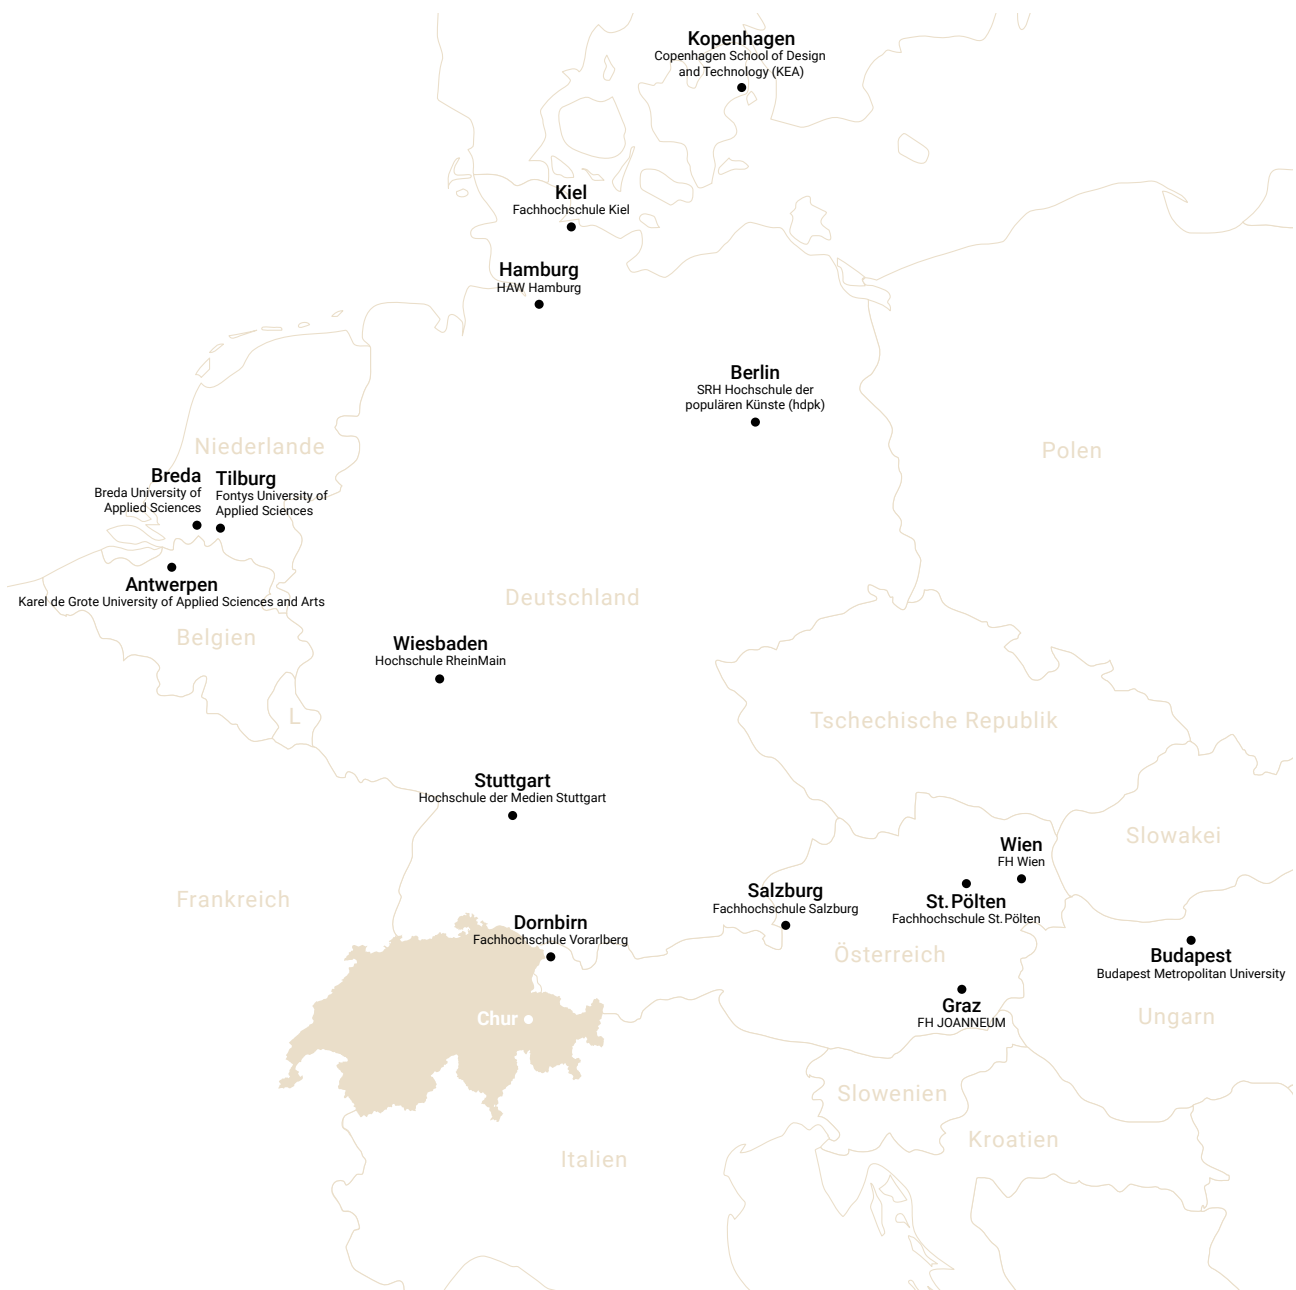 Kopenhagen
Copenhagen School of Design
and Technology (KEA)
Kiel
Fachhochschule Kiel
Hamburg
HAW Hamburg
Berlin
SRH Hochschule der
populären Künste (hdpk)
Niederlande
Polen
Breda
Breda University of
Applied Sciences
Tilburg
Fontys University of
Applied Sciences
Antwerpen
Karel de Grote University of Applied Sciences and Arts
Deutschland
Belgien
Wiesbaden
Hochschule RheinMain
L
Tschechische Republik
Stuttgart
Hochschule der Medien Stuttgart
Slowakei
Wien
FH Wien
Frankreich
Salzburg
Fachhochschule Salzburg
St. Pölten
Fachhochschule St. Pölten
Dornbirn
Fachhochschule Vorarlberg
Österreich
Budapest
Budapest Metropolitan University
Graz
FH JOANNEUM
Chur
Ungarn
Slowenien
Kroatien
Italien